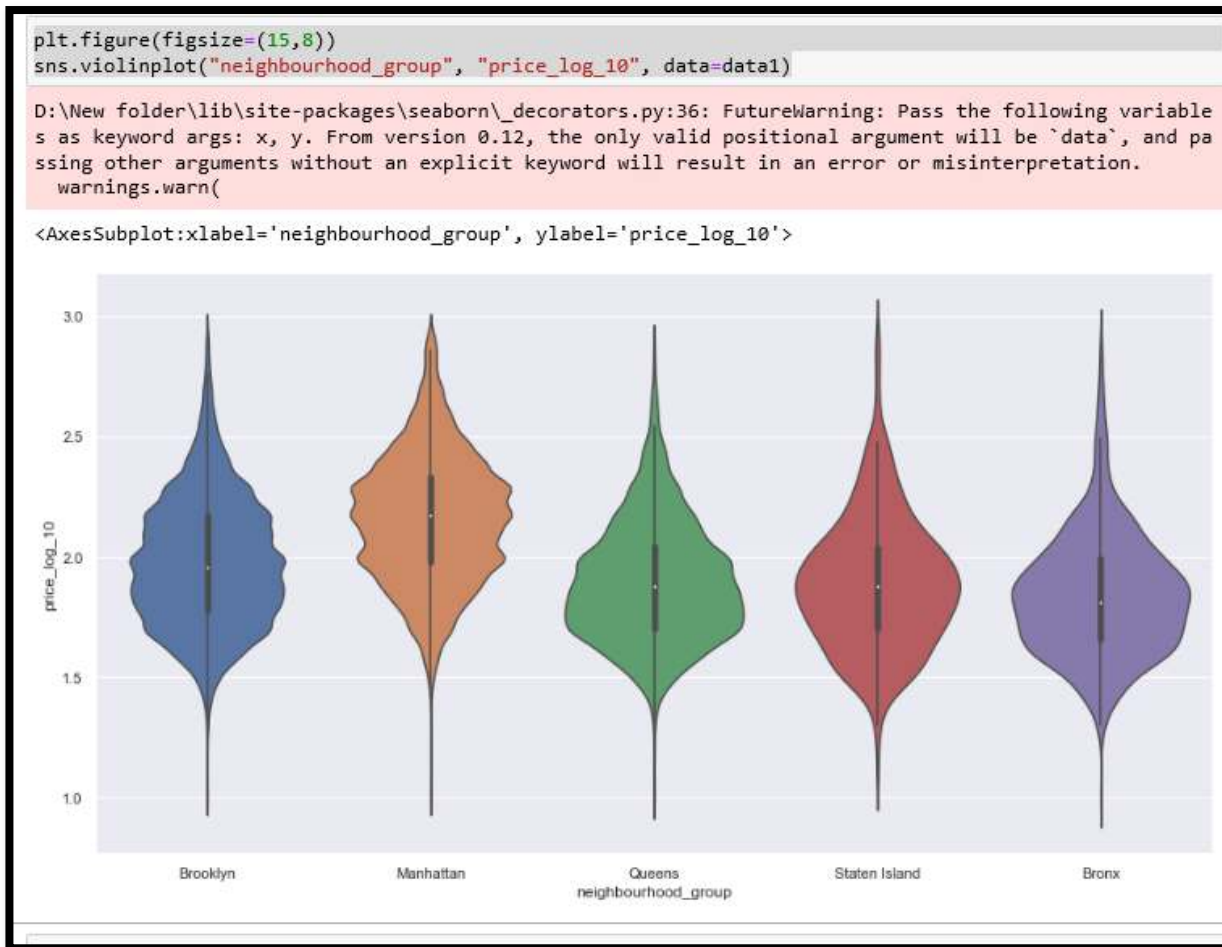 plt.figure(figsize=(15,8))
sns.violinplot("neighbourhood_group", "price_log_10", data=data1)
D:\New folder\lib\site-packages\seaborn\_decorators.py:36: FutureWarning: Pass the following variable
s as keyword args: x, y. From version 0.12, the only valid positional argument will be `data`, and pa
ssing other arguments without an explicit keyword will result in an error or misinterpretation.
  warnings.warn(
<AxesSubplot:xlabel='neighbourhood_group', ylabel='price_log_10'>
3.0
2.5
2.0
1.5
1.0
price_log_10
Brooklyn Manhattan Queens Staten Island Bronx
neighbourhood_group